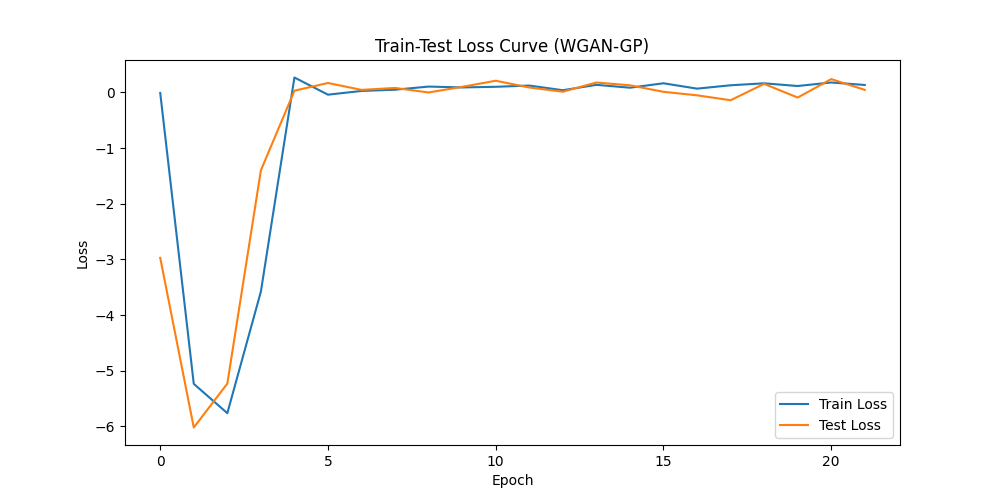 Train-Test Loss Curve (WGAN-GP)
Loss
0
−1
−2
−3
−4
−5
−6
0
5
10
15
20
Epoch
Train Loss
Test Loss